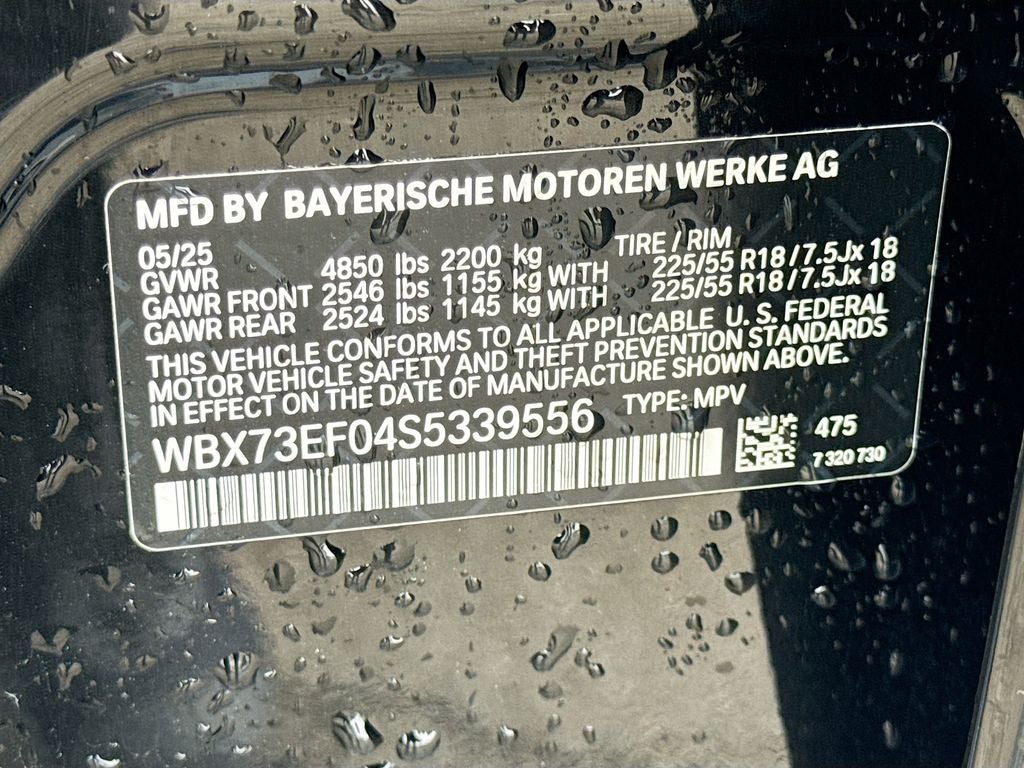 MFD BY BAYERISCHE MOTOREN WERKE AG
05/25 TIRE / RIM
GVWR 4850 lbs 2200 kg
GAWR FRONT 2546 lbs 1155 kg WITH 225/55 R18 / 7.5Jx 18
GAWR REAR 2524 lbs 1145 kg WITH 225/55 R18 / 7.5Jx 18
THIS VEHICLE CONFORMS TO ALL APPLICABLE U. S. FEDERAL
MOTOR VEHICLE SAFETY AND THEFT PREVENTION STANDARDS
IN EFFECT ON THE DATE OF MANUFACTURE SHOWN ABOVE.
WBX73EF04S5339556 TYPE: MPV
475
7 320 730